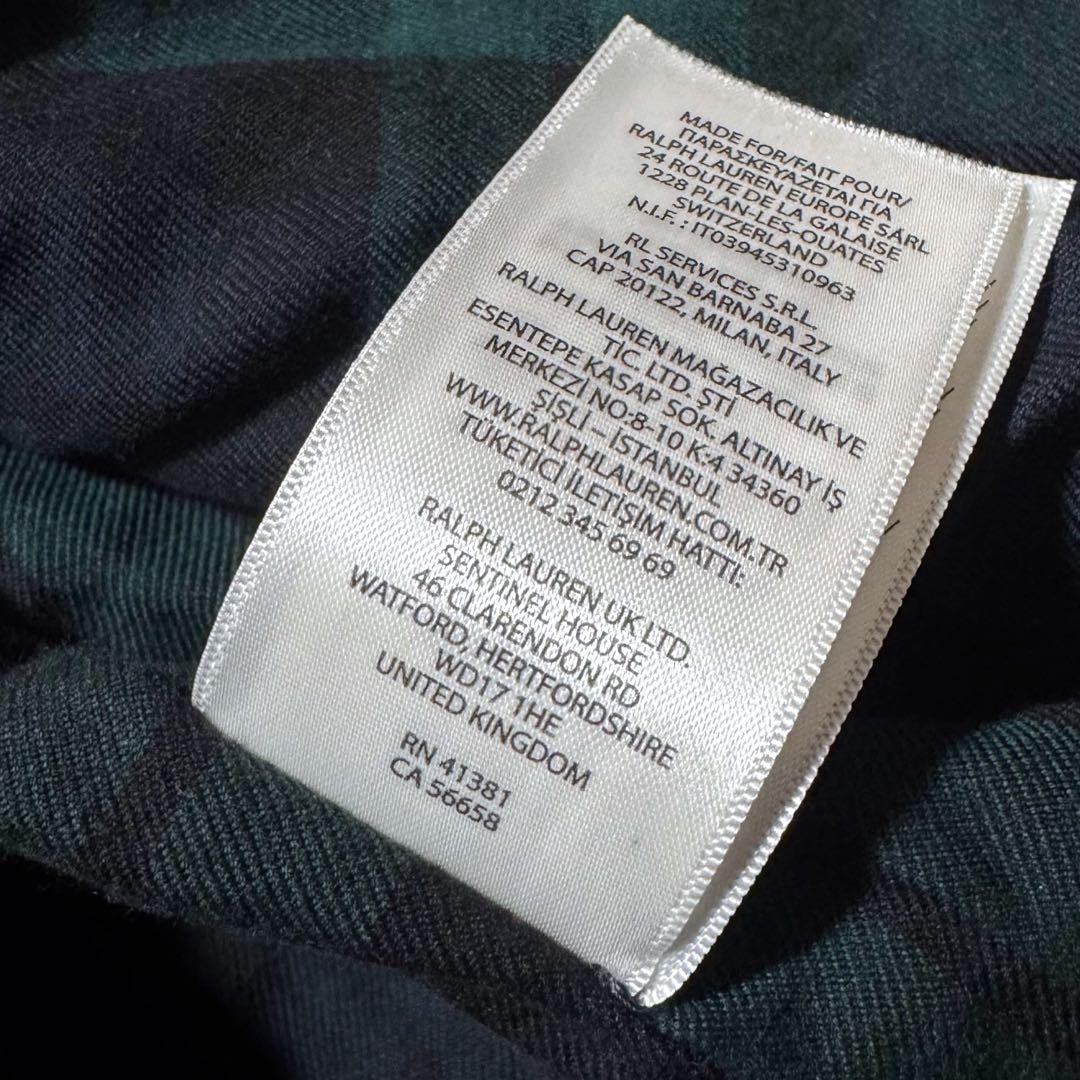 MADE FOR/FAIT POUR/
ΠΑΡΑΣΚΕΥΑΖΕΤΑΙ ΓΙΑ
RALPH LAUREN EUROPE SARL
24 ROUTE DE LA GALAISE
1228 PLAN-LES-OUATES
SWITZERLAND
N.I.F. : IT03945310963
RL SERVICES S.R.L.
VIA SAN BARNABA 27
CAP 20122, MILAN, ITALY
RALPH LAUREN MAĞAZACILIK VE
TIC. LTD. ŞTİ
ESENTEPE KASAP SOK. ALTINAY İŞ
MERKEZİ NO:8-10 K:4 34360
ŞİŞLİ – İSTANBUL
WWW.RALPHLAUREN.COM.TR
TÜKETİCİ İLETİŞİM HATTI:
0212 345 69 69
RALPH LAUREN UK LTD.
SENTINEL HOUSE
46 CLARENDON RD
WATFORD, HERTFORDSHIRE
WD17 1HE
UNITED KINGDOM
RN 41381
CA 56658